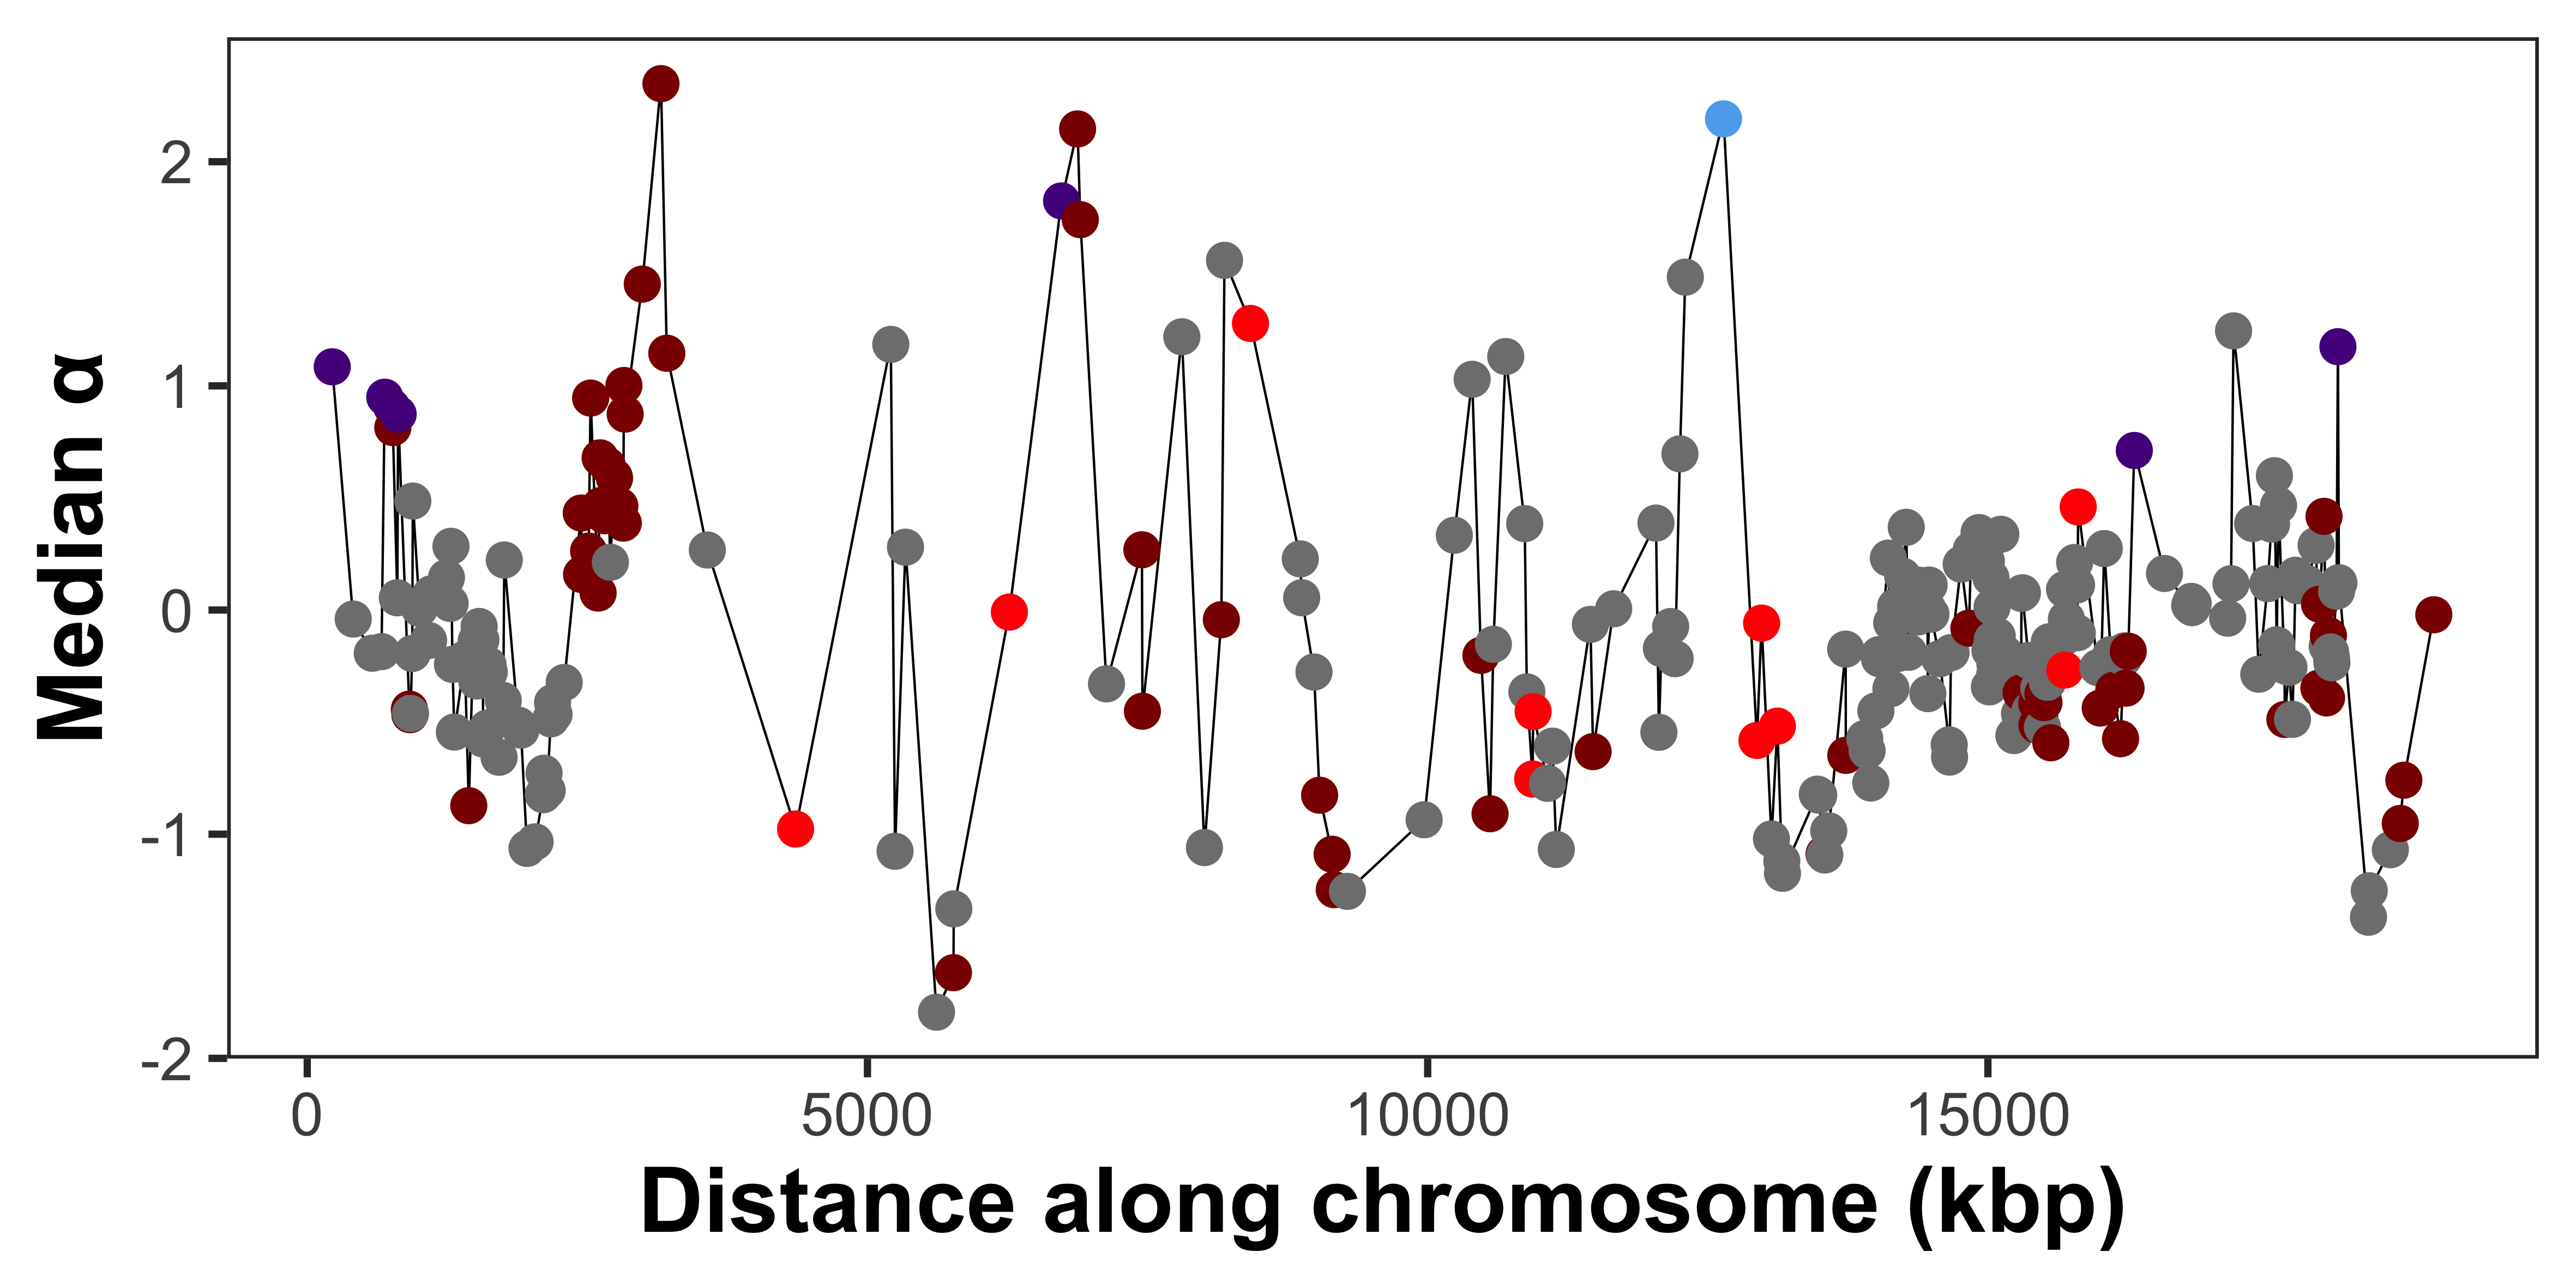 Median α
2
1
0
-1
-2
0 5000 10000 15000
Distance along chromosome (kbp)